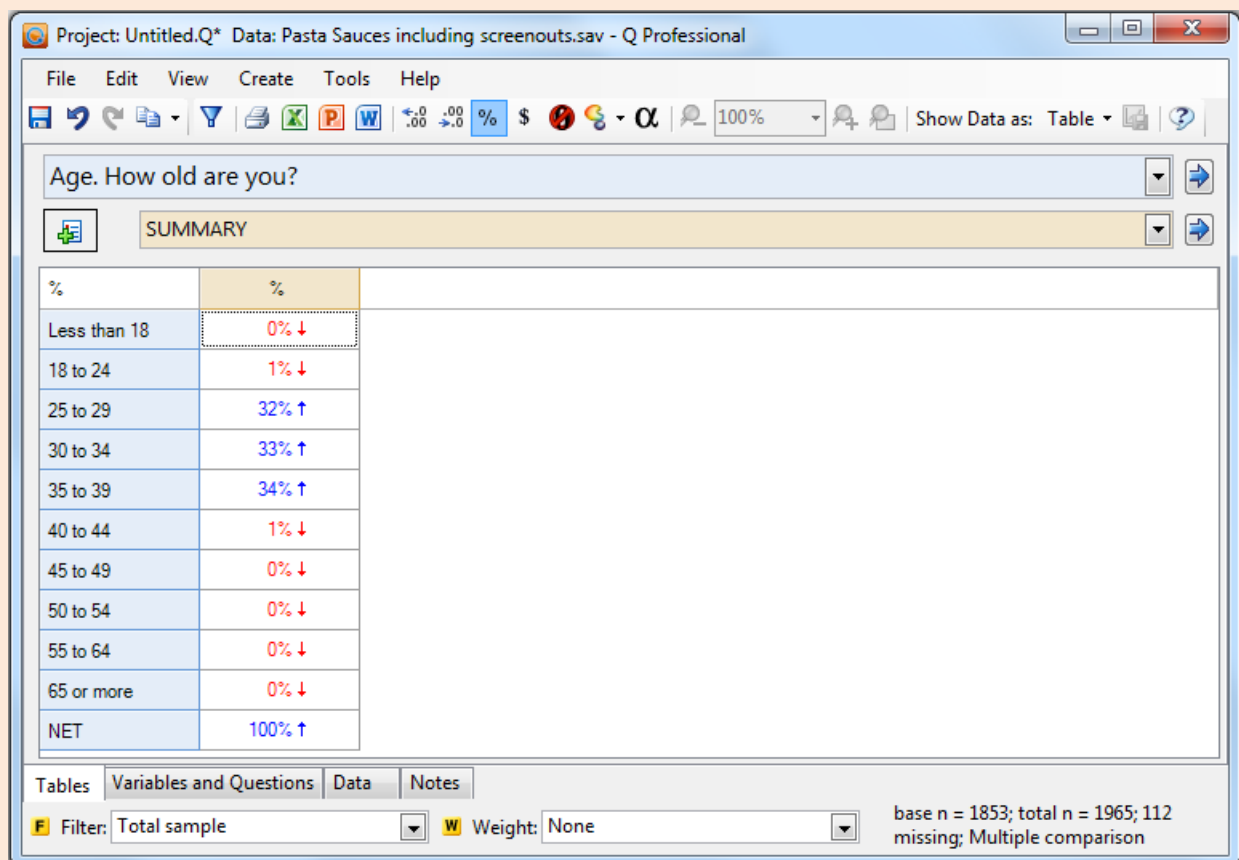 Project: Untitled.Q* Data: Pasta Sauces including screenouts.sav - Q Professional
File Edit View Create Tools Help
% $ α 100% Show Data as: Table
Age. How old are you?
SUMMARY
% %
Less than 18 0% ↓
18 to 24 1% ↓
25 to 29 32% ↑
30 to 34 33% ↑
35 to 39 34% ↑
40 to 44 1% ↓
45 to 49 0% ↓
50 to 54 0% ↓
55 to 64 0% ↓
65 or more 0% ↓
NET 100% ↑
Tables Variables and Questions Data Notes
F Filter: Total sample W Weight: None base n = 1853; total n = 1965; 112
missing; Multiple comparison